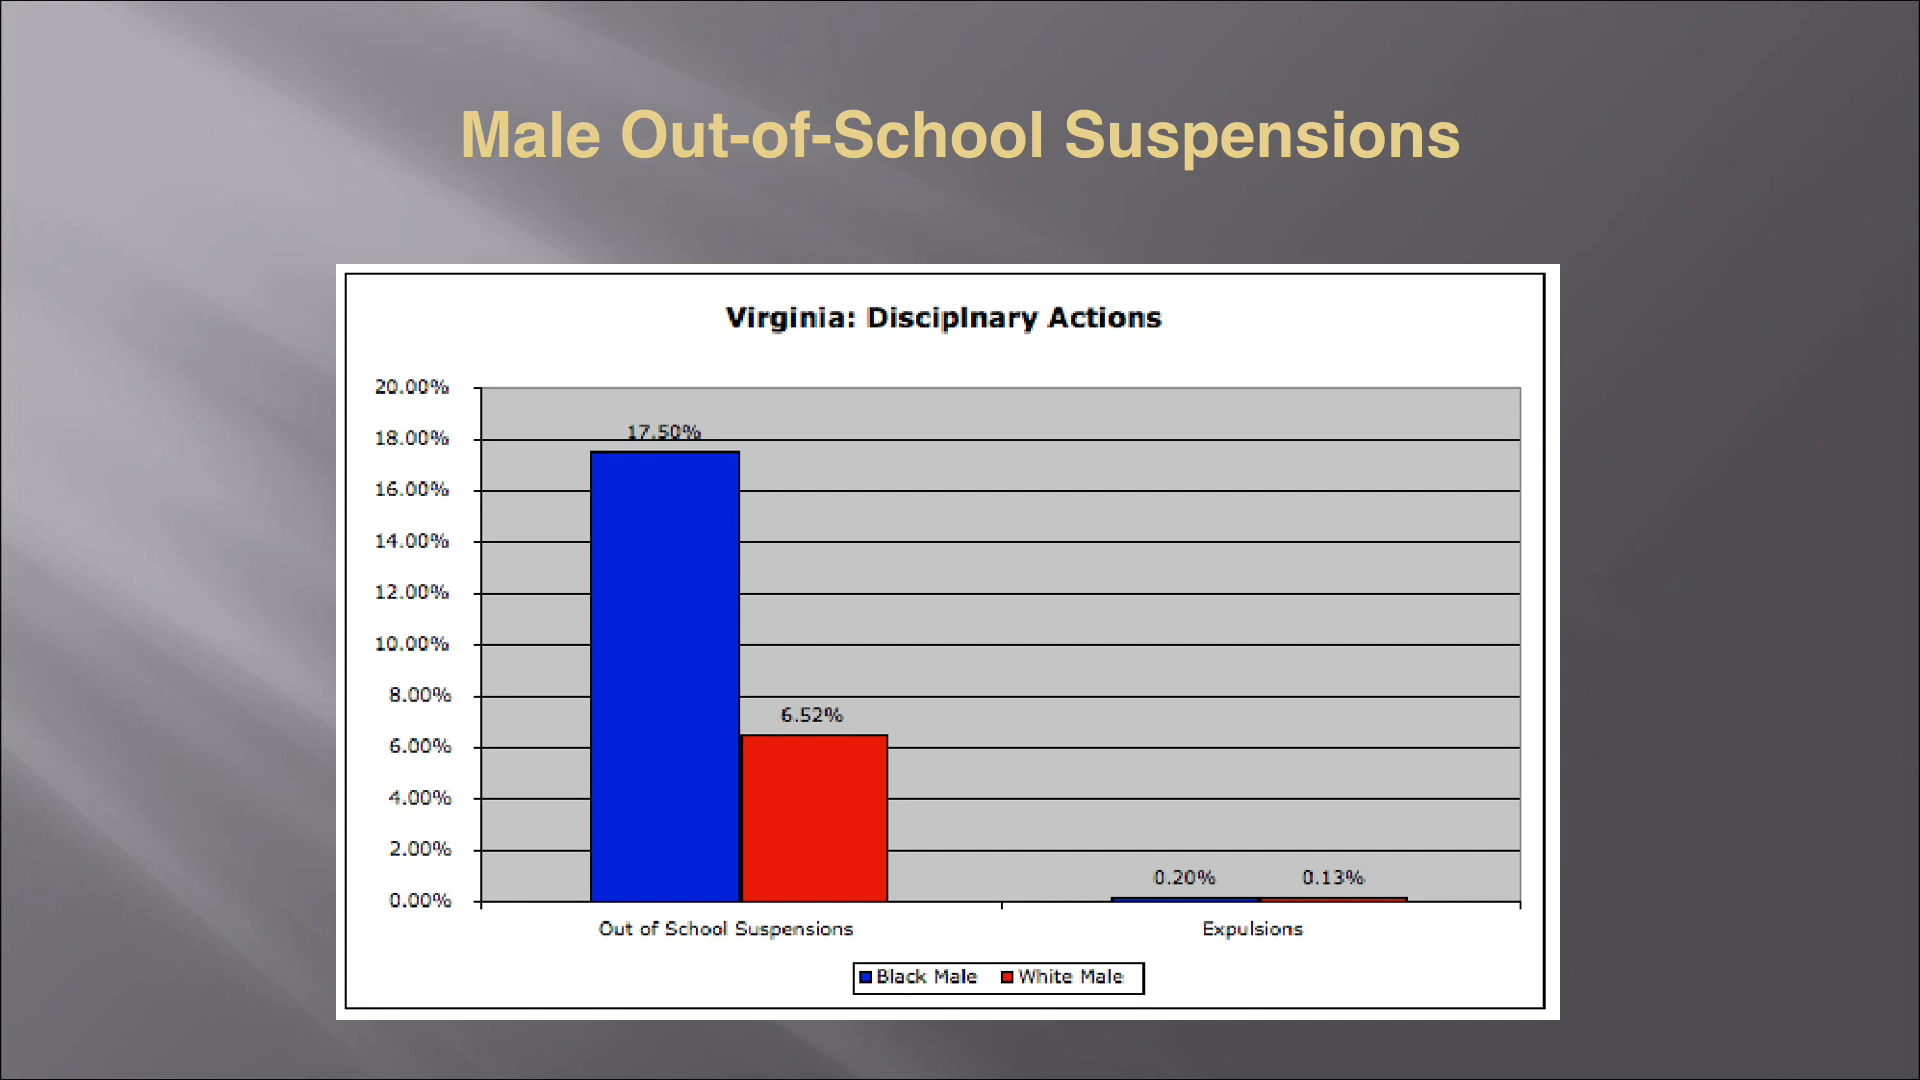 Male Out-of-School Suspensions
Virginia: Disciplnary Actions
20.00%
18.00%
16.00%
14.00%
12.00%
10.00%
8.00%
6.00%
4.00%
2.00%
0.00%
17.50%
6.52%
0.20%
0.13%
Out of School Suspensions
Expulsions
Black Male
White Male